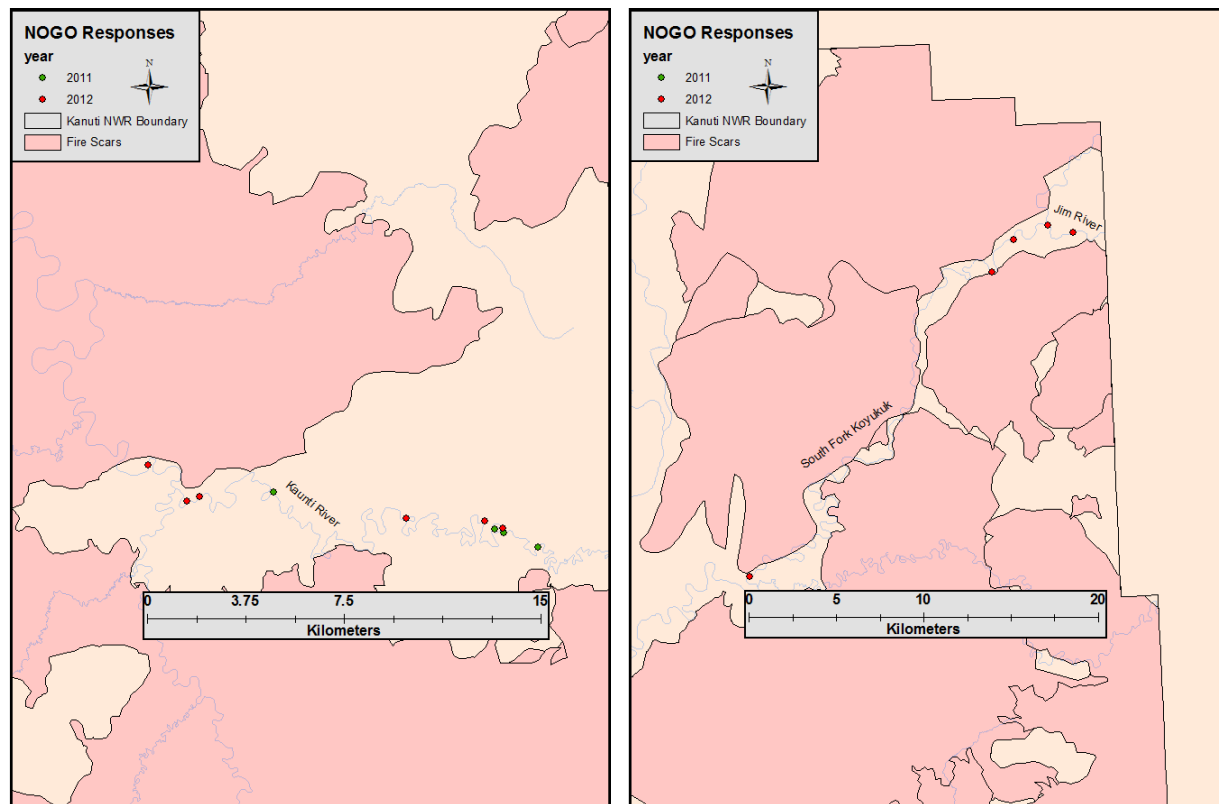 NOGO Responses
year
N
2011
2012
Kanuti NWR Boundary
Fire Scars
Kaunti River
0 3.75 7.5 15
Kilometers
NOGO Responses
year
N
2011
2012
Kanuti NWR Boundary
Fire Scars
Jim River
South Fork Koyukuk
0 5 10 20
Kilometers